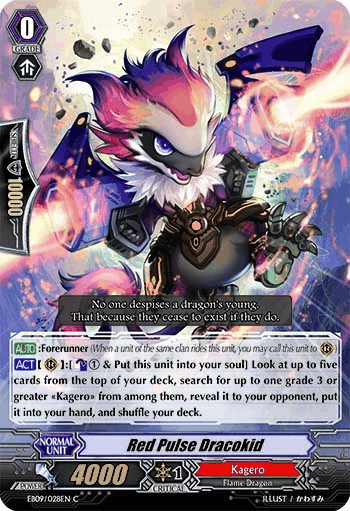 0
GRADE
SHIELD 10000
No one despises a dragon's young.
That because they cease to exist if they do.
AUTO :Forerunner (When a unit of the same clan rides this unit, you may call this unit to )
ACT [ ]:[ ① & Put this unit into your soul] Look at up to five
cards from the top of your deck, search for up to one grade 3 or
greater «Kagero» from among them, reveal it to your opponent, put
it into your hand, and shuffle your deck.
NORMAL
UNIT
Red Pulse Dracokid
POWER 4000
1
CRITICAL
Kagero
Flame Dragon
EB09/028EN C
ILLUST / かわすみ